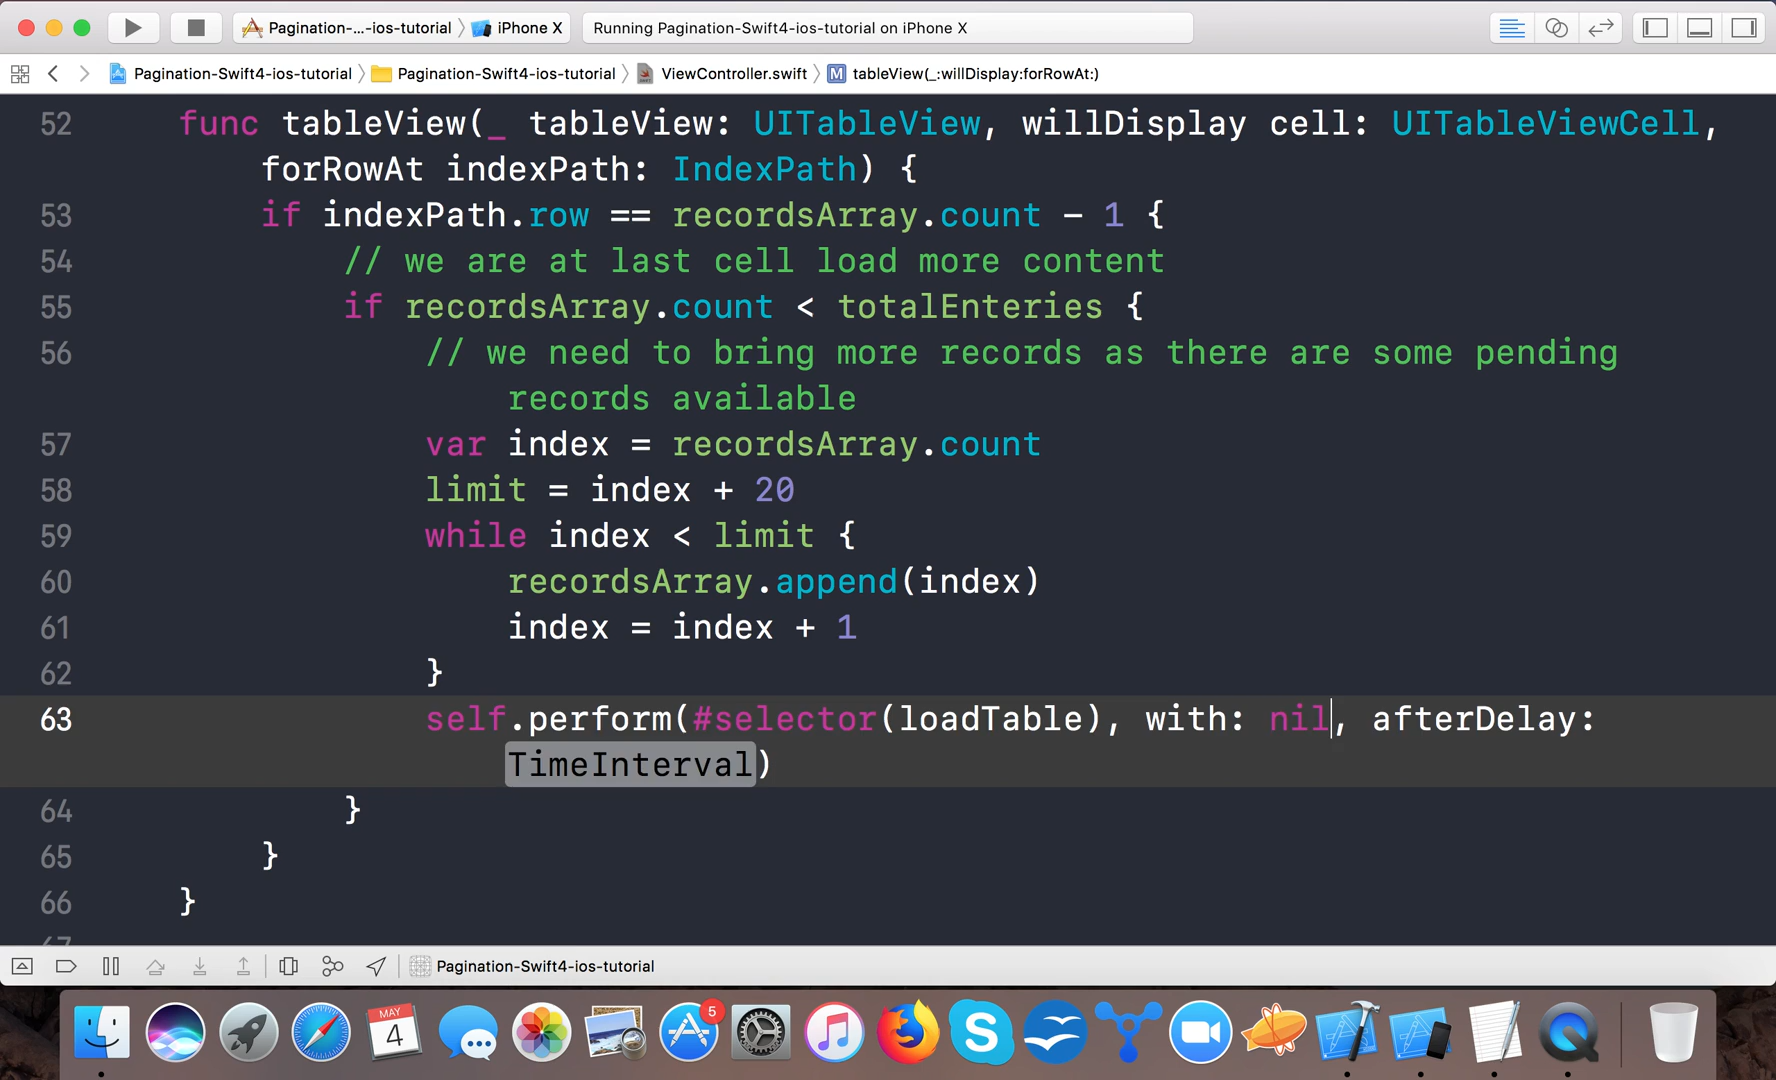 Pagination-...-ios-tutorial iPhone X Running Pagination-Swift4-ios-tutorial on iPhone X
Pagination-Swift4-ios-tutorial Pagination-Swift4-ios-tutorial ViewController.swift M tableView(_:willDisplay:forRowAt:)
52 func tableView(_ tableView: UITableView, willDisplay cell: UITableViewCell,
forRowAt indexPath: IndexPath) {
53 if indexPath.row == recordsArray.count - 1 {
54 // we are at last cell load more content
55 if recordsArray.count < totalEnteries {
56 // we need to bring more records as there are some pending
records available
57 var index = recordsArray.count
58 limit = index + 20
59 while index < limit {
60 recordsArray.append(index)
61 index = index + 1
62 }
63 self.perform(#selector(loadTable), with: nil, afterDelay:
TimeInterval)
64 }
65 }
66 }
67
Pagination-Swift4-ios-tutorial
MAY
4
5
S